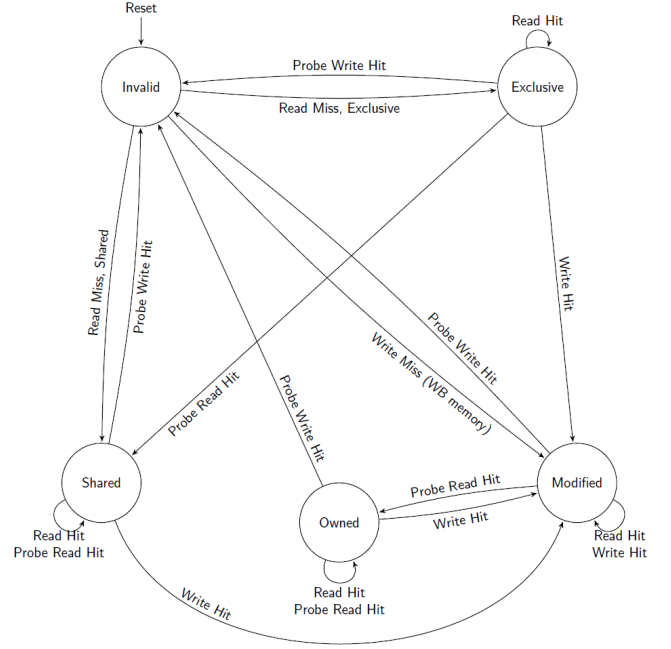 Reset
Read Hit
Invalid
Probe Write Hit
Exclusive
Read Miss, Exclusive
Read Miss, Shared
Probe Write Hit
Write Hit
Probe Write Hit
Write Miss (WB memory)
Probe Read Hit
Probe Write Hit
Shared
Probe Read Hit
Modified
Owned
Write Hit
Read Hit
Probe Read Hit
Read Hit
Write Hit
Read Hit
Probe Read Hit
Write Hit